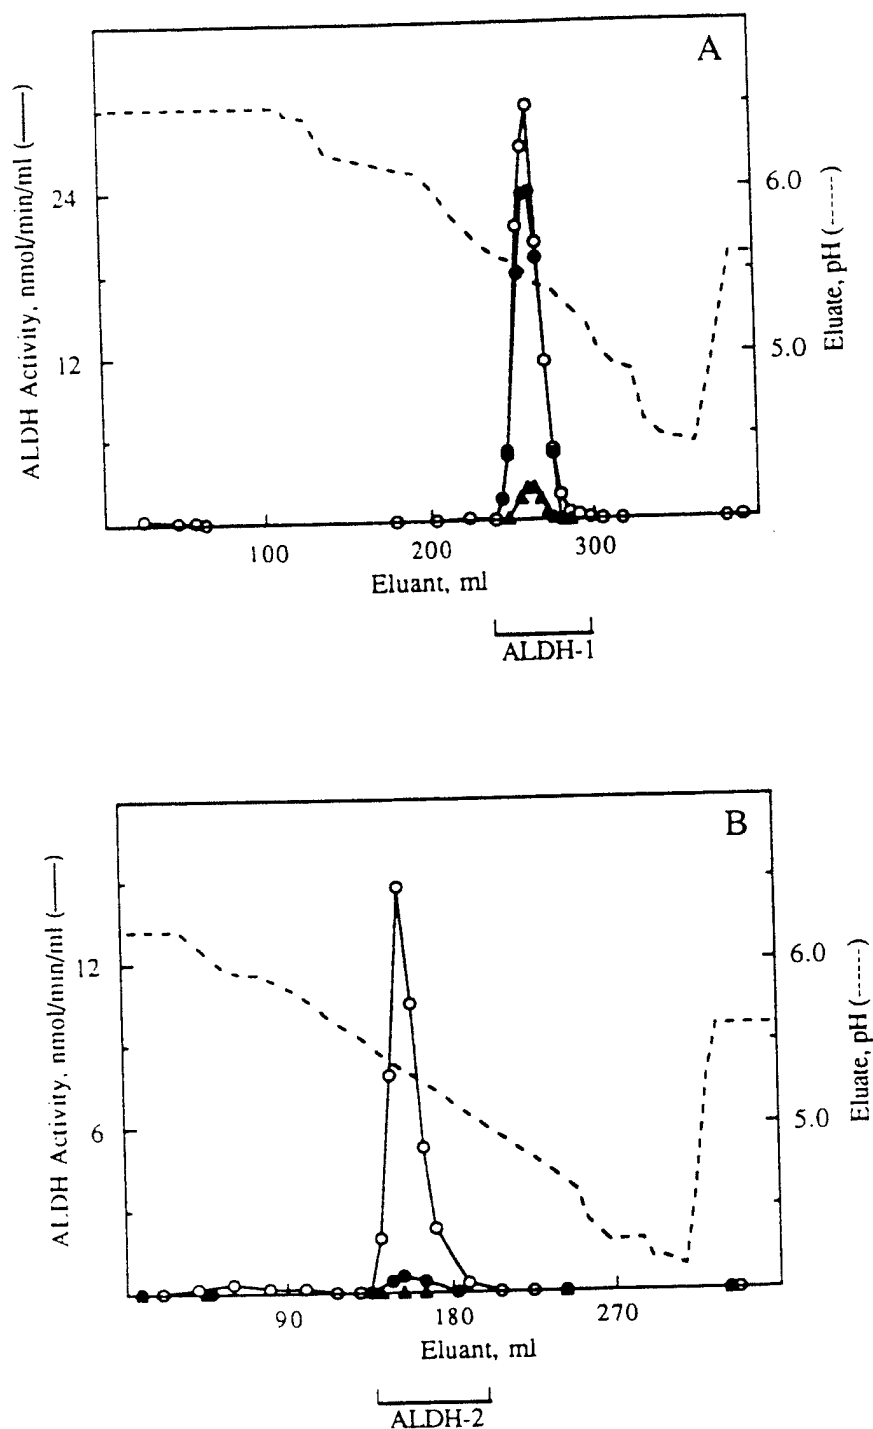 A
ALDH Activity, nmol/min/ml (——)
24
12
6.0
5.0
Eluate, pH (------)
100 200 300
Eluant, ml
ALDH-1
B
ALDH Activity, nmol/min/ml (——)
12
6
6.0
5.0
Eluate, pH (------)
90 180 270
Eluant, ml
ALDH-2